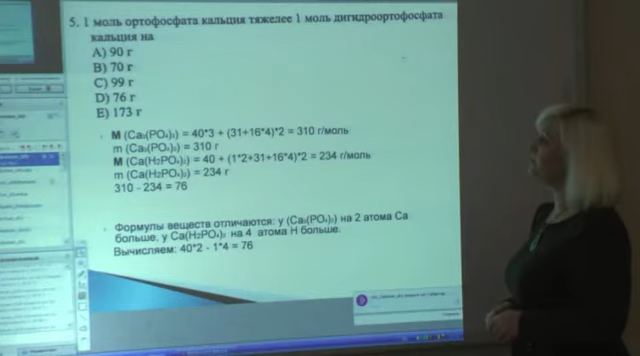 5. 1 моль ортофосфата кальция тяжелее 1 моль дигидроортофосфата
кальция на
A) 90 г
B) 70 г
C) 99 г
D) 76 г
E) 173 г
M (Ca₃(PO₄)₂) = 40*3 + (31+16*4)*2 = 310 г/моль
m (Ca₃(PO₄)₂) = 310 г
M (Ca(H₂PO₄)₂) = 40 + (1*2+31+16*4)*2 = 234 г/моль
m (Ca(H₂PO₄)₂) = 234 г
310 - 234 = 76
Формулы веществ отличаются: у (Ca₃(PO₄)₂) на 2 атома Ca
больше, у Ca(H₂PO₄)₂ на 4 атома H больше.
Вычисляем: 40*2 - 1*4 = 76